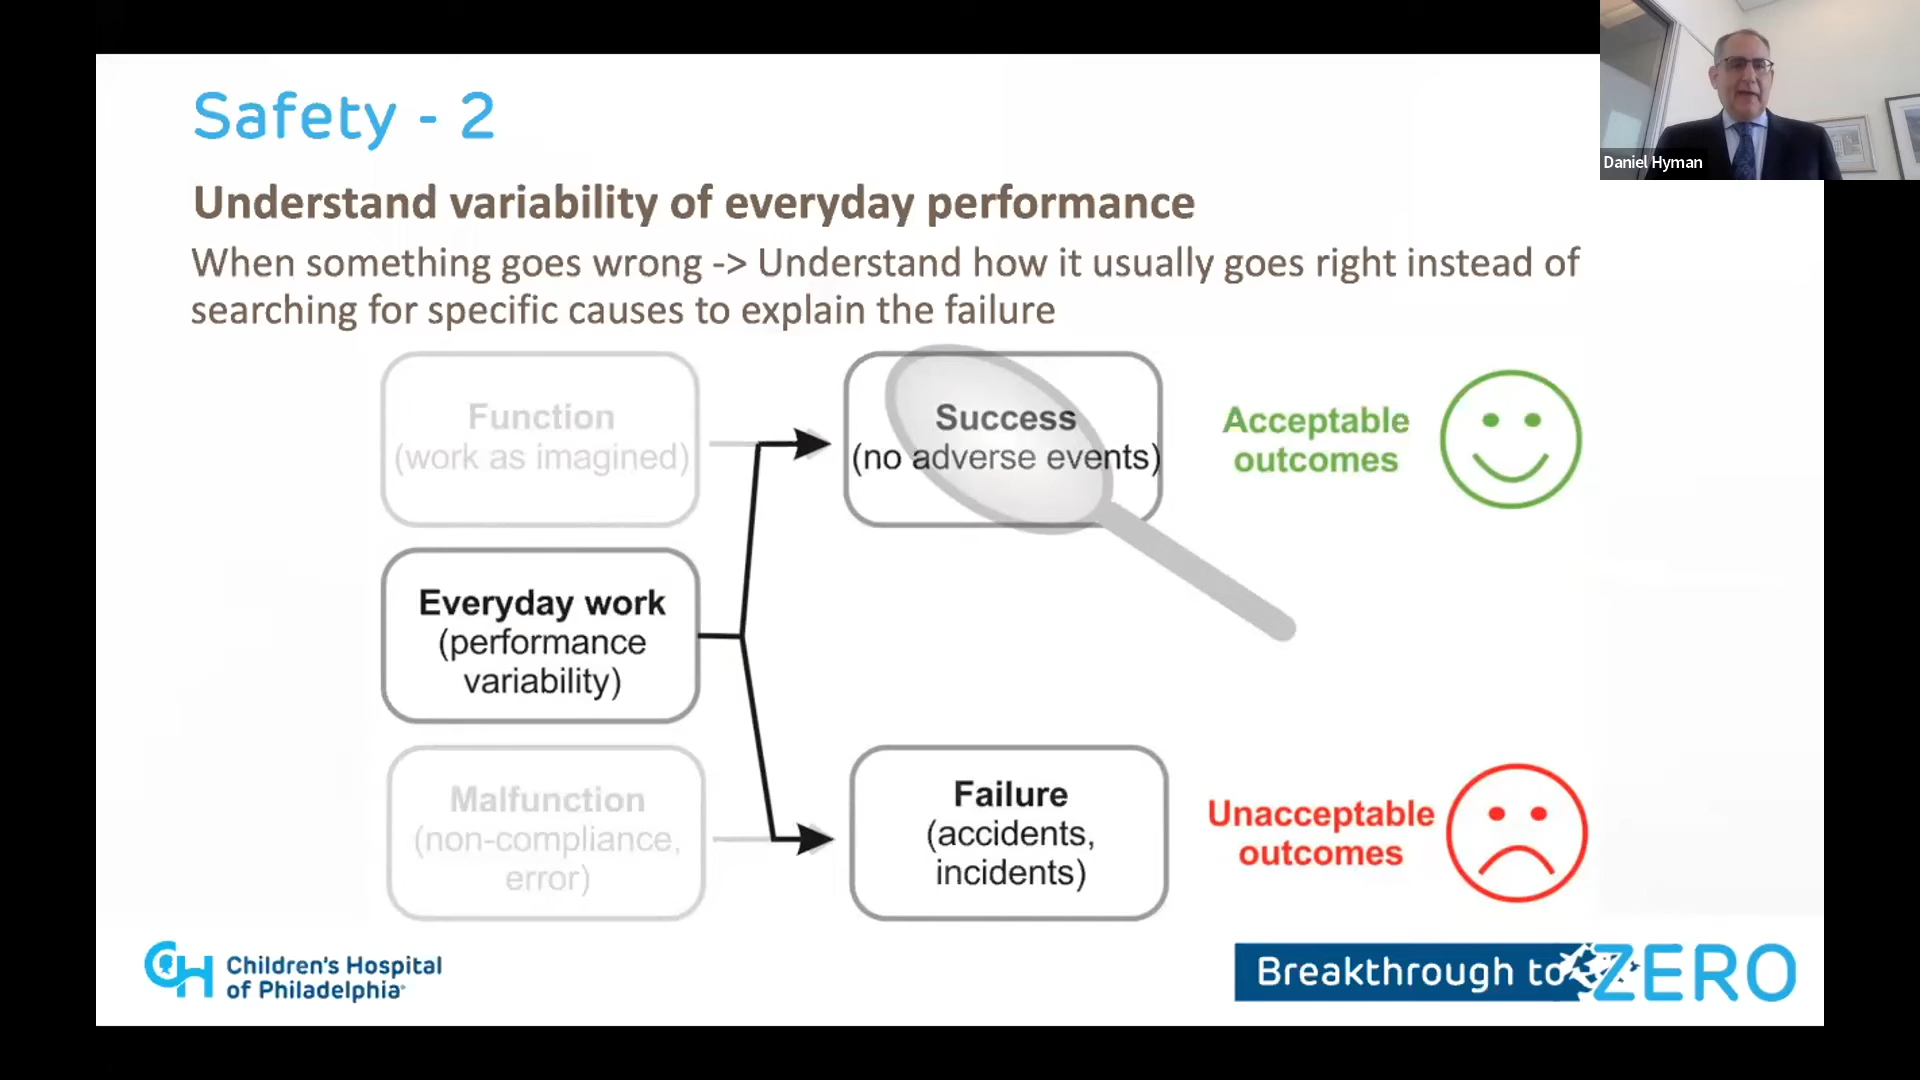 Safety - 2
Daniel Hyman
Understand variability of everyday performance
When something goes wrong -> Understand how it usually goes right instead of
searching for specific causes to explain the failure
Function
(work as imagined)
Success
(no adverse events)
Acceptable
outcomes
Everyday work
(performance
variability)
Malfunction
(non-compliance,
error)
Failure
(accidents,
incidents)
Unacceptable
outcomes
CH
Children's Hospital
of Philadelphia
Breakthrough to ZERO